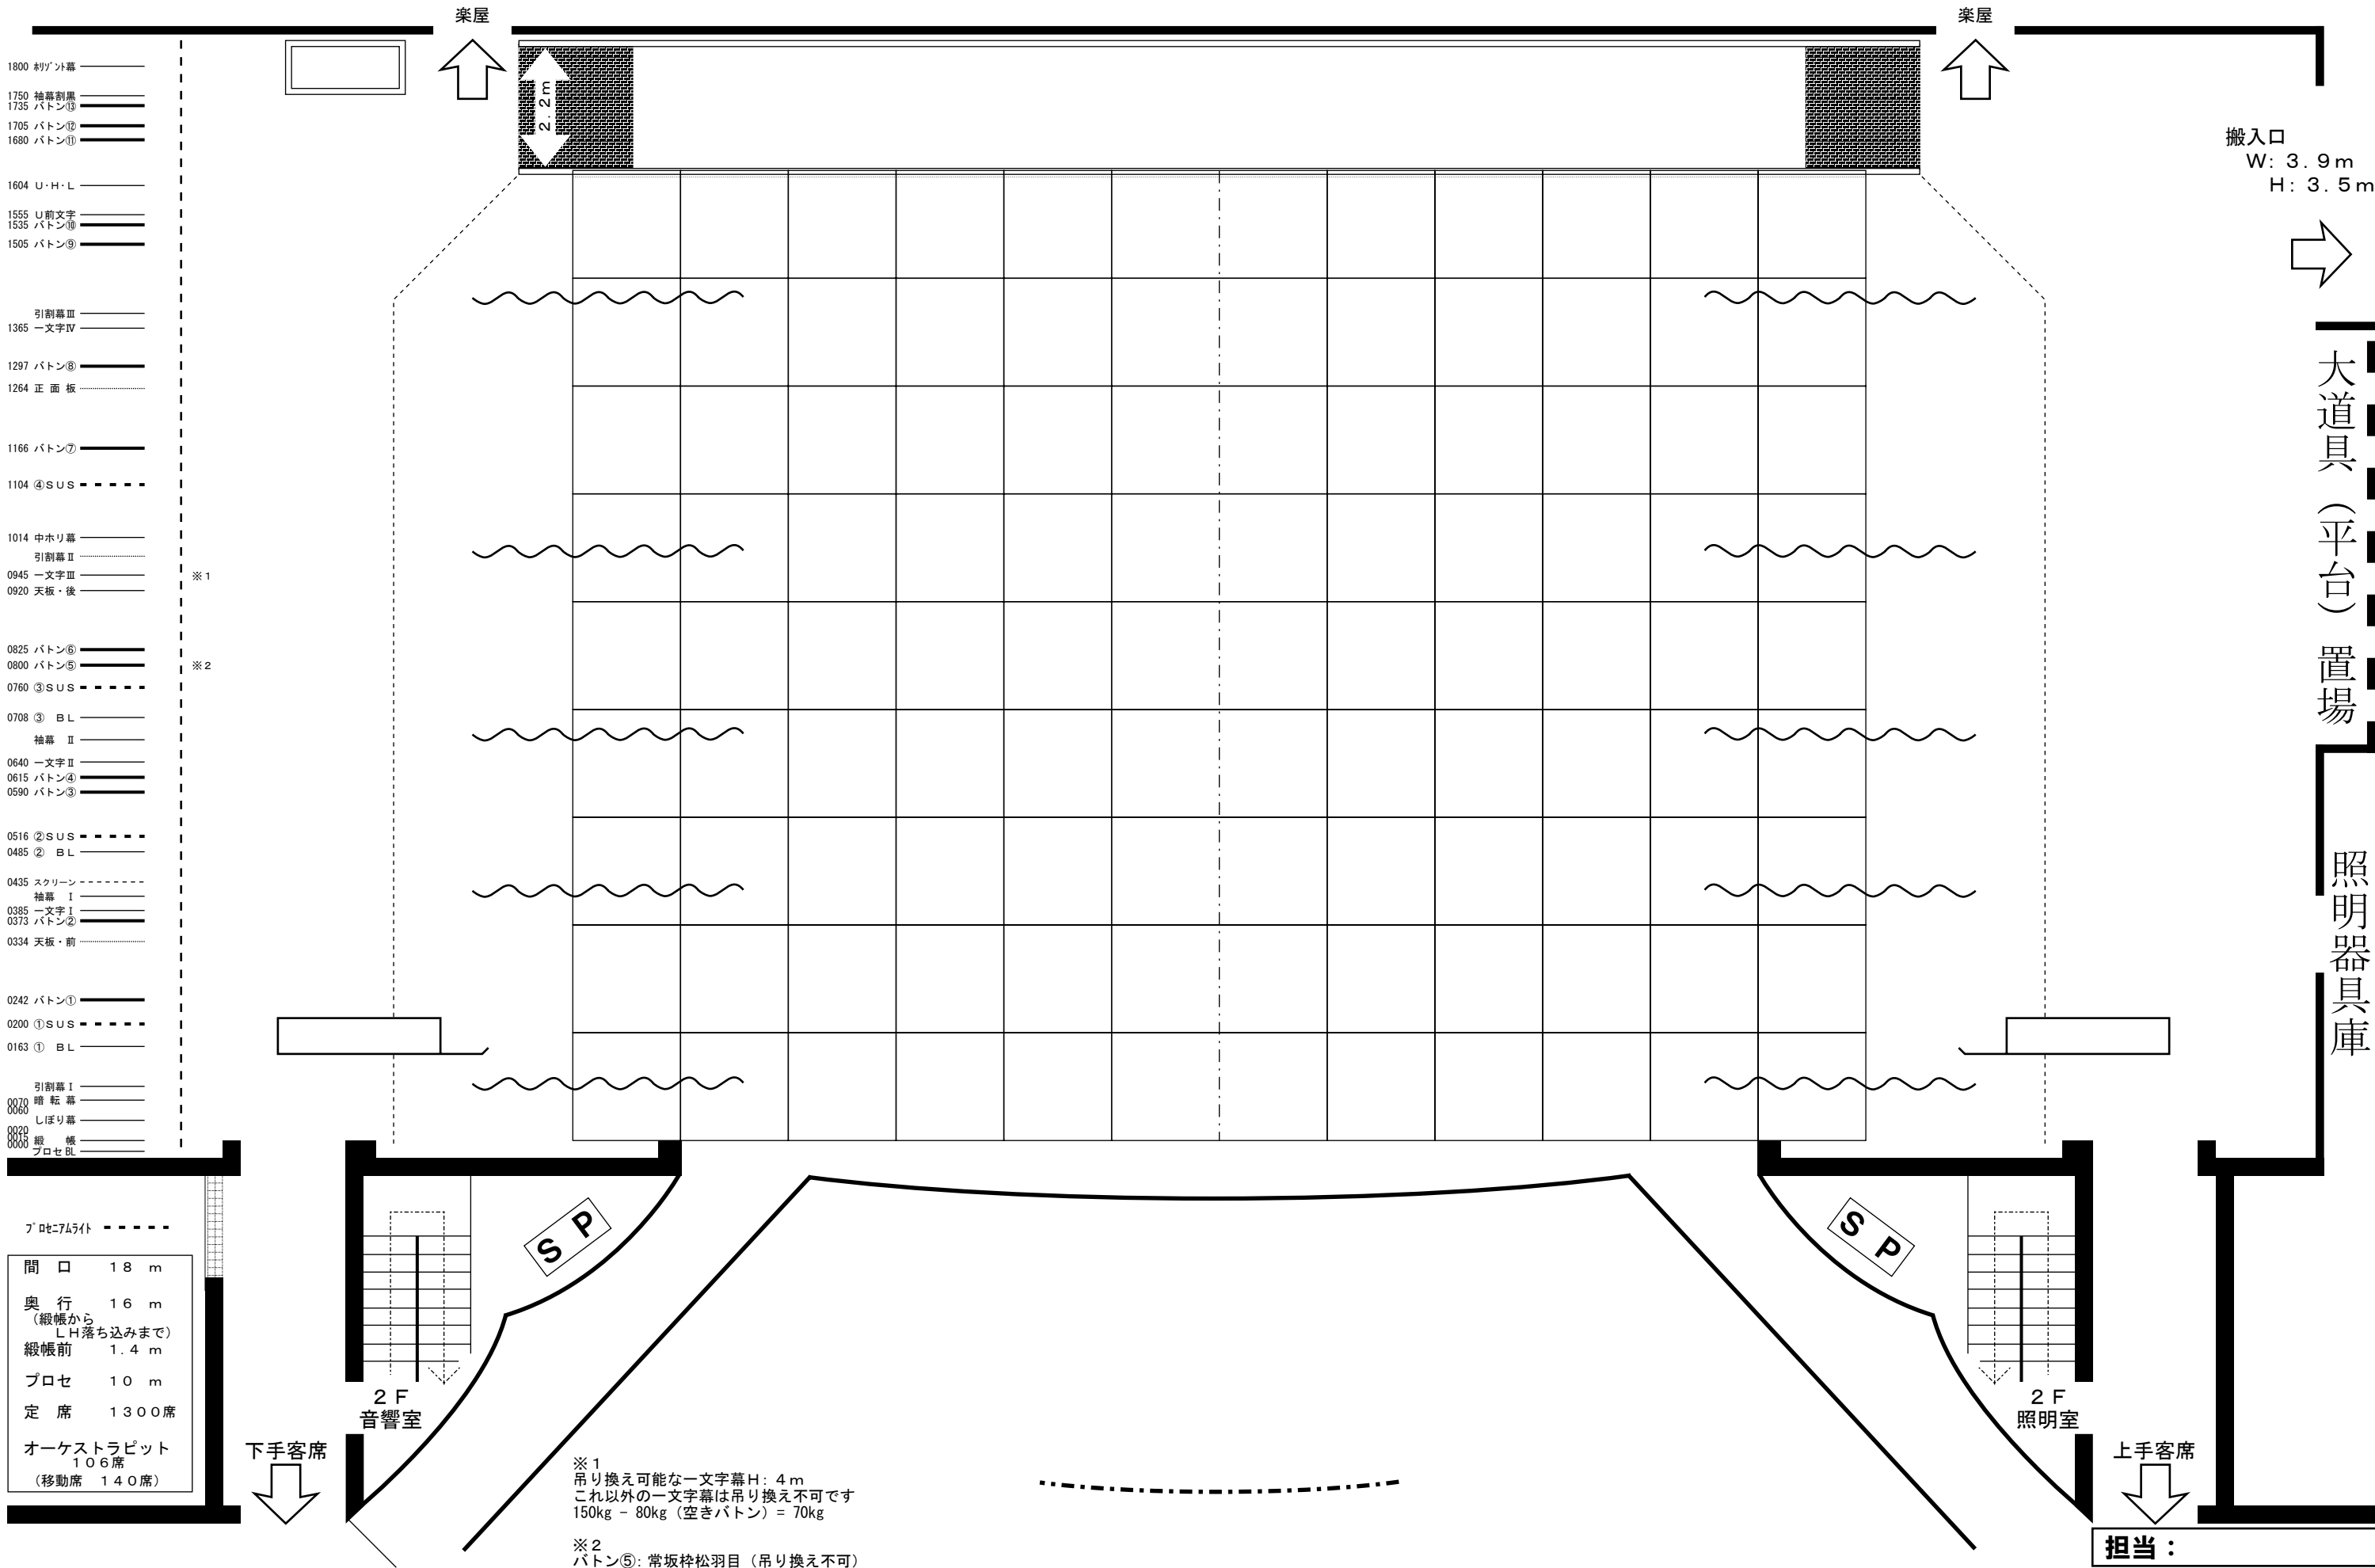 楽屋
楽屋
1800 ホリゾント幕
1750 袖幕割黒
1735 バトン⑬
1705 バトン⑫
1680 バトン⑪
1604 U・H・L
1555 U前文字
1535 バトン⑩
1505 バトン⑨
引割幕Ⅲ
1365 一文字Ⅳ
1297 バトン⑧
1264 正 面 板
1166 バトン⑦
1104 ④SUS
1014 中ホリ幕
引割幕Ⅱ
0945 一文字Ⅲ ※1
0920 天板・後
0825 バトン⑥
0800 バトン⑤ ※2
0760 ③SUS
0708 ③ BL
袖幕 Ⅱ
0640 一文字Ⅱ
0615 バトン④
0590 バトン③
0516 ②SUS
0485 ② BL
0435 スクリーン
袖幕 Ⅰ
0385 一文字Ⅰ
0373 バトン②
0334 天板・前
0242 バトン①
0200 ①SUS
0163 ① BL
引割幕Ⅰ
0070 暗 転 幕
0060
しぼり幕
0020
0015 緞 帳
0000
プロセBL
2.2m
搬入口
W: 3.9m
H: 3.5m
大道具（平台）置場
照明器具庫
プロセニアムライト
間 口 18 m
奥 行 16 m
（緞帳から
LH落ち込みまで）
緞帳前 1.4 m
プロセ 10 m
定 席 1300席
オーケストラピット
106席
（移動席 140席）
SP
SP
2F
音響室
2F
照明室
下手客席
上手客席
※1
吊り換え可能な一文字幕H: 4m
これ以外の一文字幕は吊り換え不可です
150kg - 80kg（空きバトン）= 70kg
※2
バトン⑤: 常坂枠松羽目（吊り換え不可）
担当：